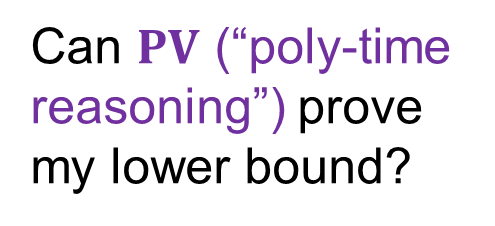 Can PV (“poly-time
reasoning”) prove
my lower bound?